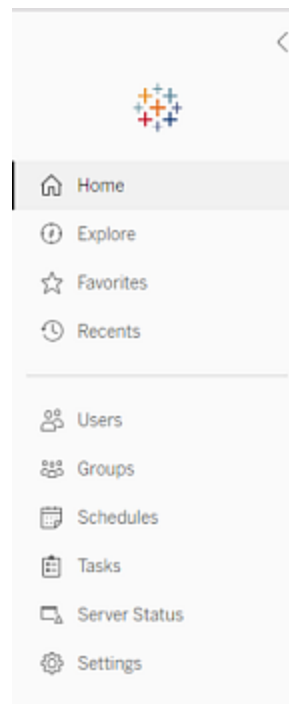 Home
Explore
Favorites
Recents
Users
Groups
Schedules
Tasks
Server Status
Settings